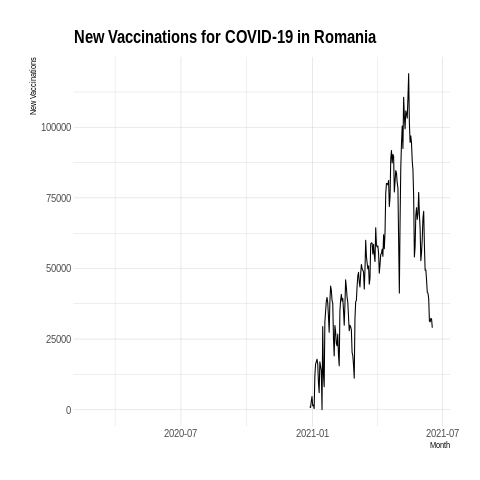 New Vaccinations for COVID-19 in Romania
New Vaccinations
100000
75000
50000
25000
0
2020-07
2021-01
2021-07
Month